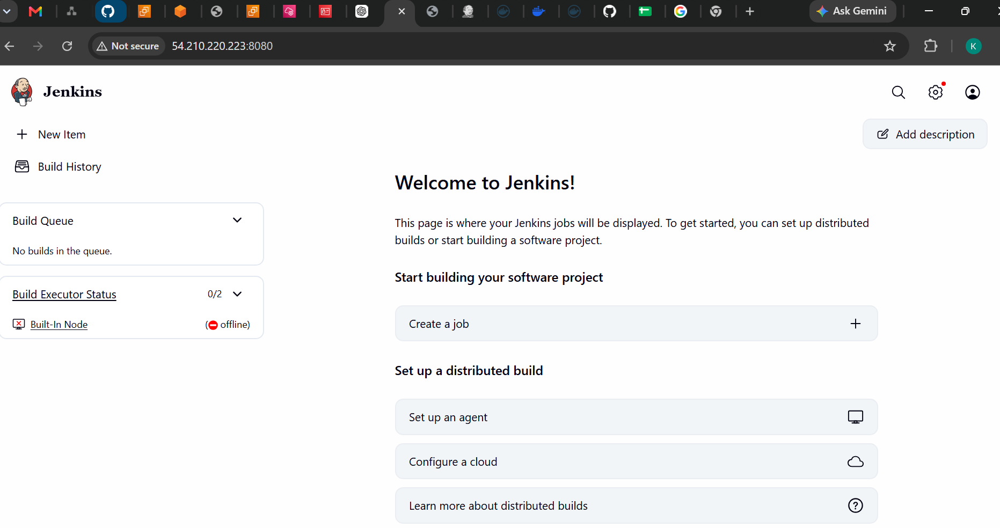 Ask Gemini
Not secure
54.210.220.223:8080
K
Jenkins
New Item
Add description
Build History
Welcome to Jenkins!
Build Queue
This page is where your Jenkins jobs will be displayed. To get started, you can set up distributed
builds or start building a software project.
No builds in the queue.
Start building your software project
Build Executor Status
0/2
Built-In Node
(offline)
Create a job
Set up a distributed build
Set up an agent
Configure a cloud
Learn more about distributed builds